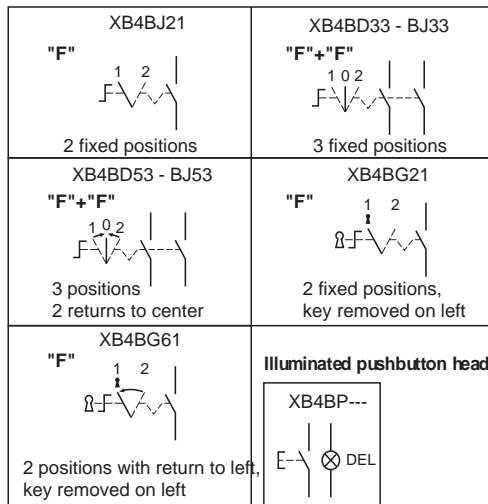 XB4BJ21
"F"
1 2
2 fixed positions
XB4BD33 - BJ33
"F"+"F"
1 0 2
3 fixed positions
XB4BD53 - BJ53
"F"+"F"
1 0 2
3 positions
2 returns to center
XB4BG21
"F"
1 2
2 fixed positions,
key removed on left
XB4BG61
"F"
1 2
2 positions with return to left,
key removed on left
Illuminated pushbutton head
XB4BP---
DEL